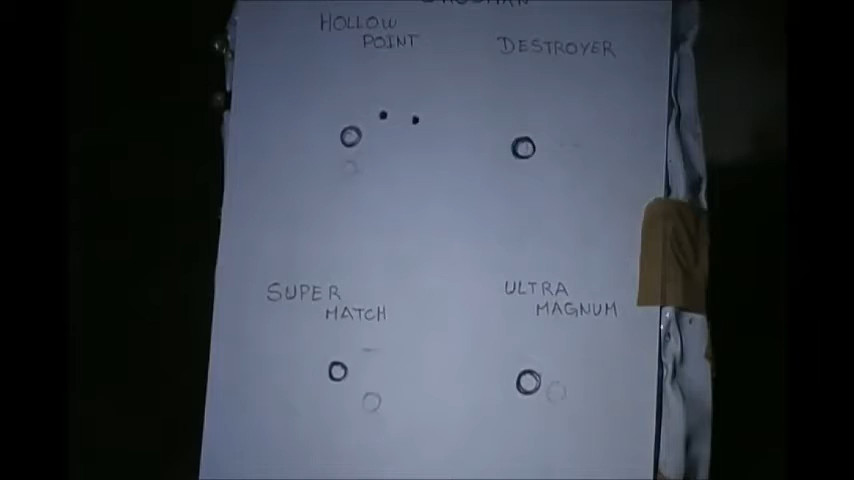 HOLLOW
POINT
DESTROYER
SUPER
MATCH
ULTRA
MAGNUM